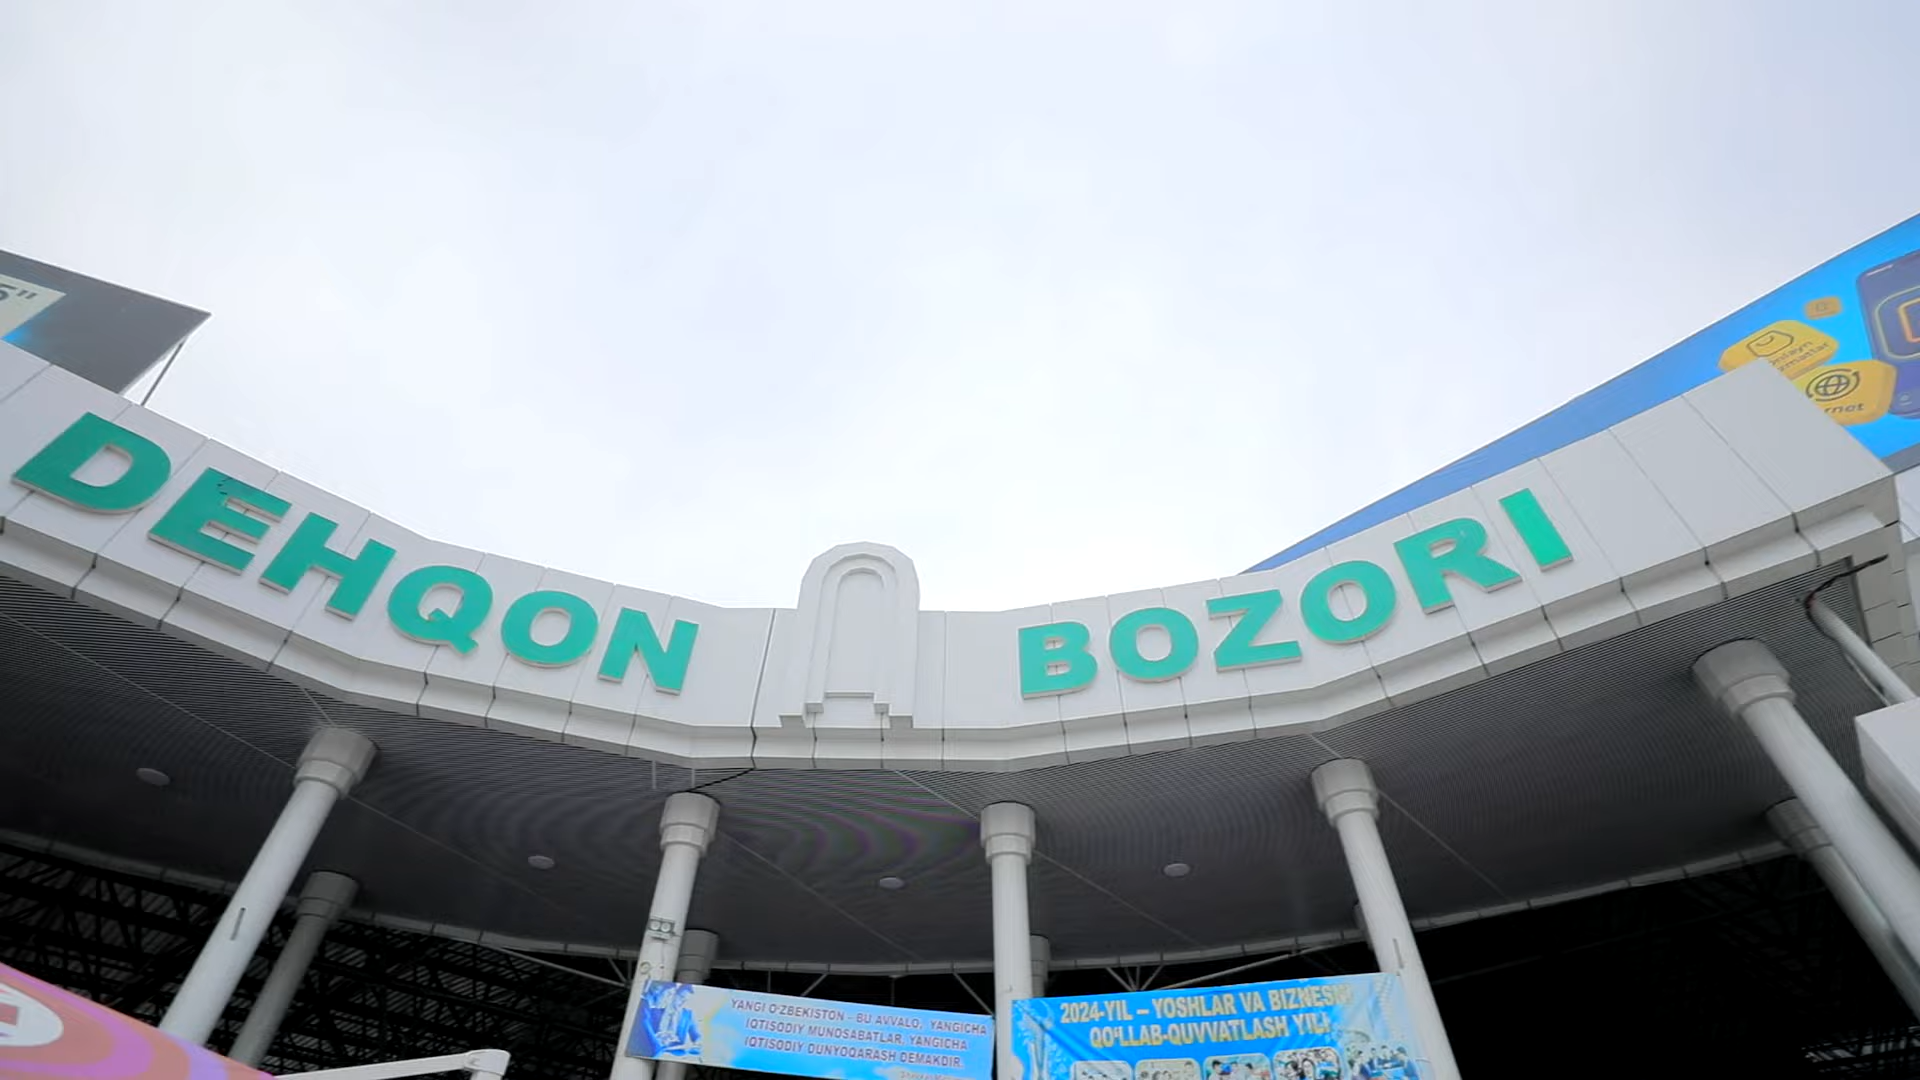 DEHQON BOZORI
YANGI O'ZBEKISTON - BU AVVALO, YANGICHA
IQTISODIY MUNOSABATLAR, YANGICHA
IQTISODIY DUNYOQARASH DEMAKDIR.
2024-YIL – YOSHLAR VA BIZNESNI
QO'LLAB-QUVVATLASH YILI